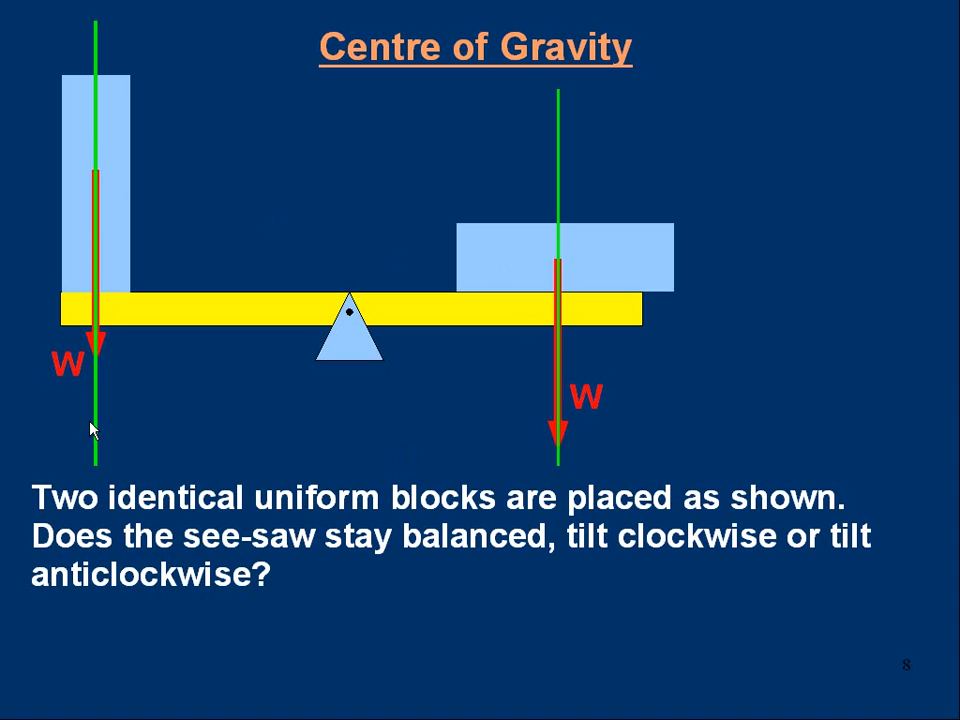 Centre of Gravity
W
W
Two identical uniform blocks are placed as shown.
Does the see-saw stay balanced, tilt clockwise or tilt
anticlockwise?
8